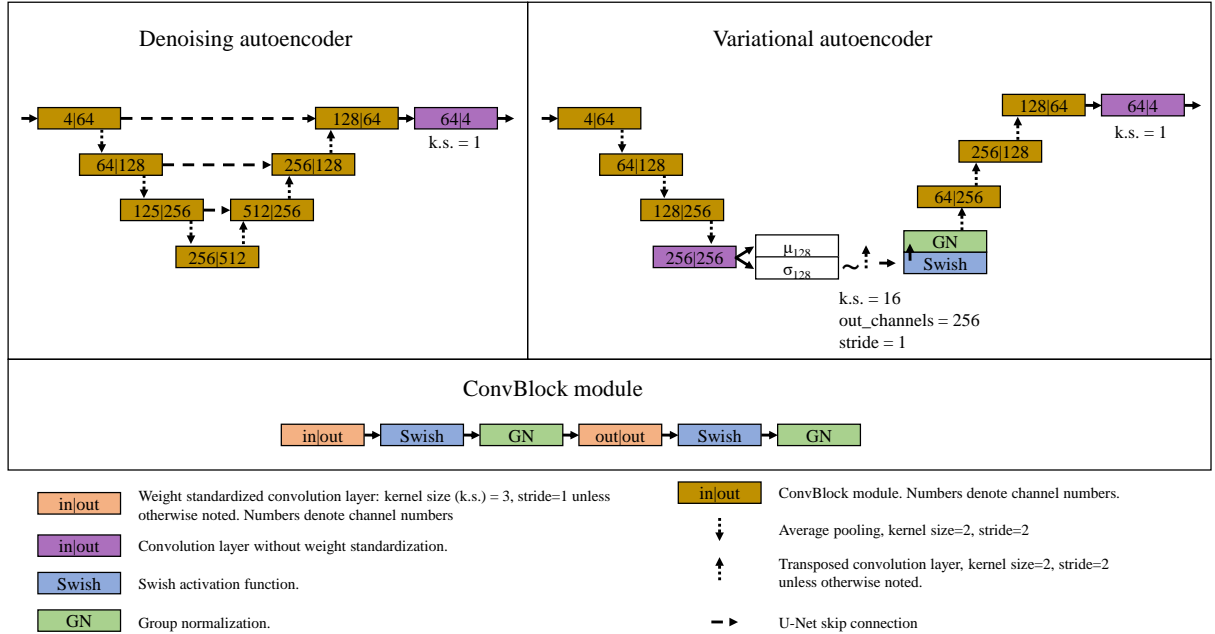 Denoising autoencoder
4|64
128|64
64|4
k.s. = 1
64|128
256|128
125|256
512|256
256|512
Variational autoencoder
4|64
128|64
64|4
k.s. = 1
64|128
256|128
128|256
64|256
256|256
μ128
σ128
~
GN
Swish
k.s. = 16
out_channels = 256
stride = 1
ConvBlock module
in|out
Swish
GN
out|out
Swish
GN
in|out
Weight standardized convolution layer: kernel size (k.s.) = 3, stride=1 unless
otherwise noted. Numbers denote channel numbers
in|out
Convolution layer without weight standardization.
Swish
Swish activation function.
GN
Group normalization.
in|out
ConvBlock module. Numbers denote channel numbers.
Average pooling, kernel size=2, stride=2
Transposed convolution layer, kernel size=2, stride=2
unless otherwise noted.
U-Net skip connection